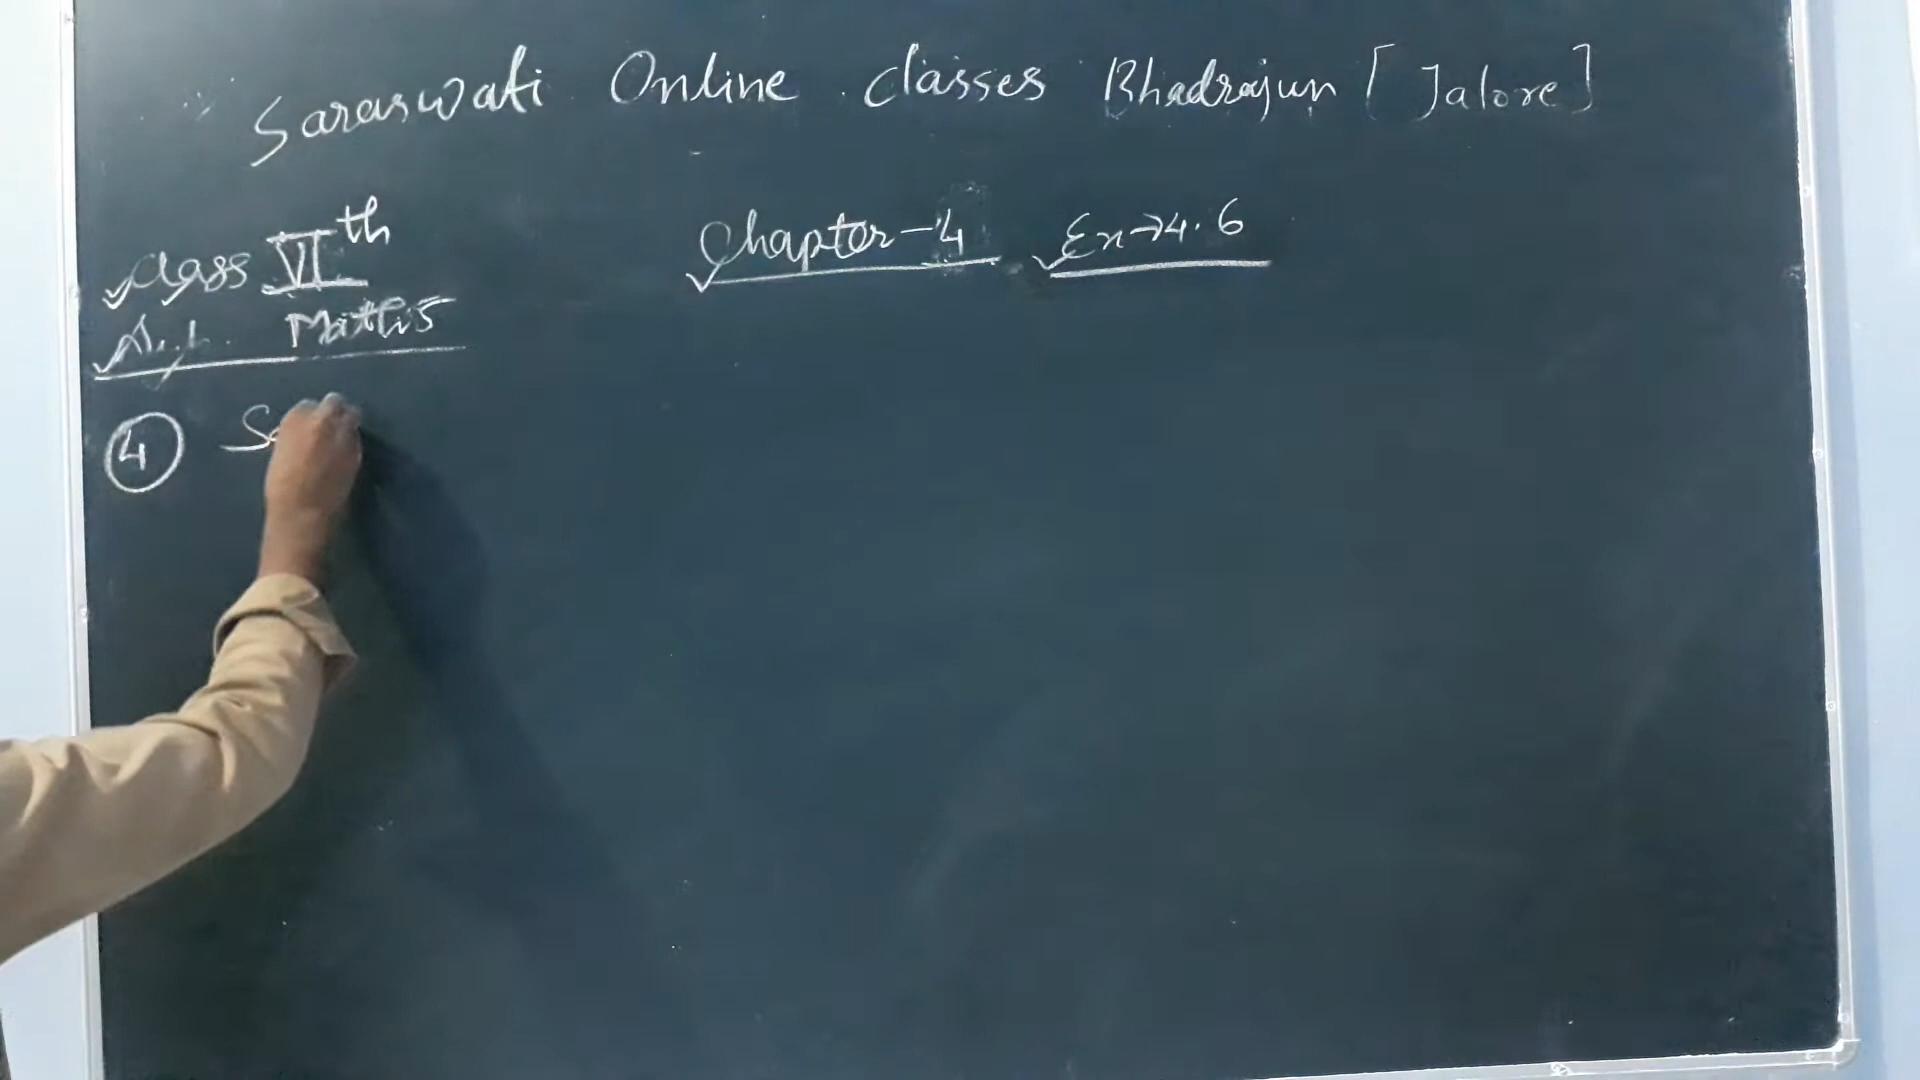 Saraswati Online classes Bhadrajun [Jalore]
Class VIth
Chapter-4 Ex→4.6
Maths
4